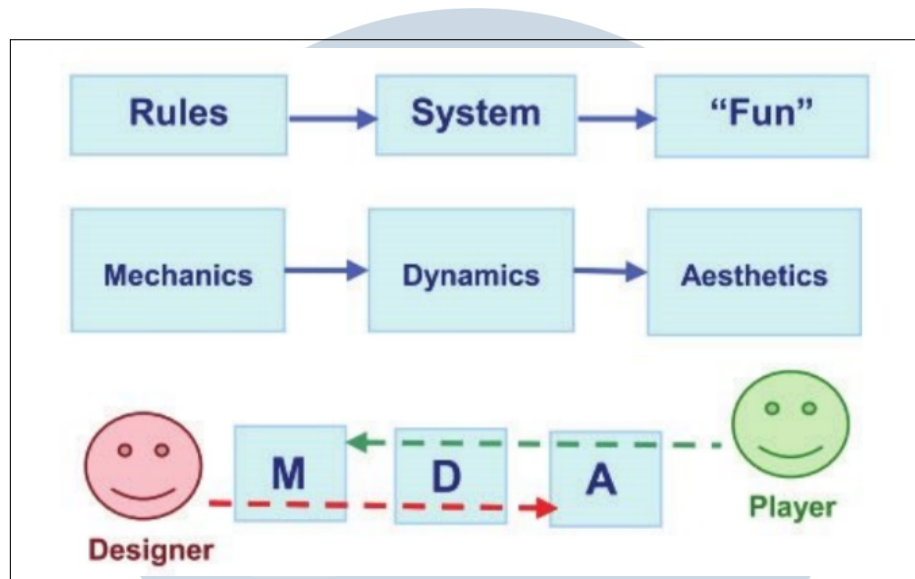 Rules System “Fun”
Mechanics Dynamics Aesthetics
M D A
Player
Designer